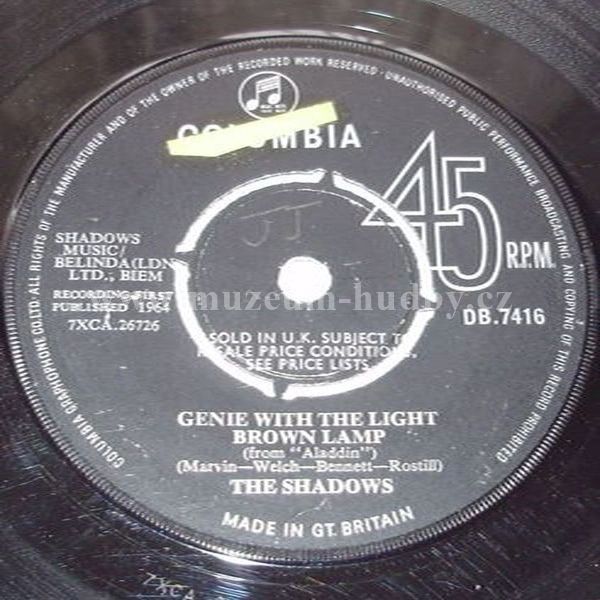 COLUMBIA GRAPHOPHONE CO. LTD. ALL RIGHTS OF THE MANUFACTURER AND OF THE OWNER OF THE RECORDED WORK RESERVED · UNAUTHORISED PUBLIC PERFORMANCE BROADCASTING AND COPYING OF THIS RECORD PROHIBITED
COLUMBIA
45
R.P.M.
JJ
SHADOWS
MUSIC/
BELINDA(LDN)
LTD., BIEM
RECORDING FIRST
PUBLISHED 1964
7XCA.26726
muzeum-hudby.cz
DB.7416
SOLD IN U.K. SUBJECT TO
RESALE PRICE CONDITIONS,
SEE PRICE LISTS
GENIE WITH THE LIGHT
BROWN LAMP
(from "Aladdin")
(Marvin—Welch—Bennett—Rostill)
THE SHADOWS
MADE IN GT. BRITAIN
7XCA